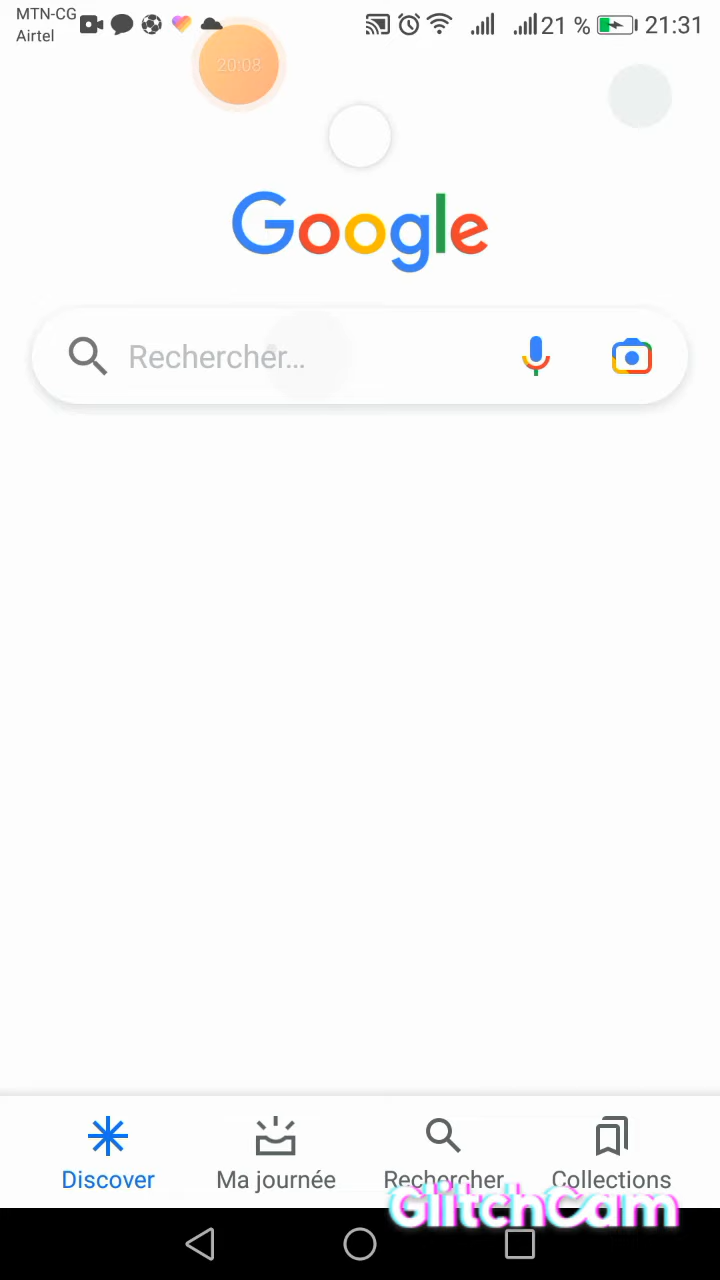 MTN-CG
Airtel
21 %
21:31
20:08
Google
Rechercher...
Discover
Ma journée
Rechercher
Collections
GlitchCam